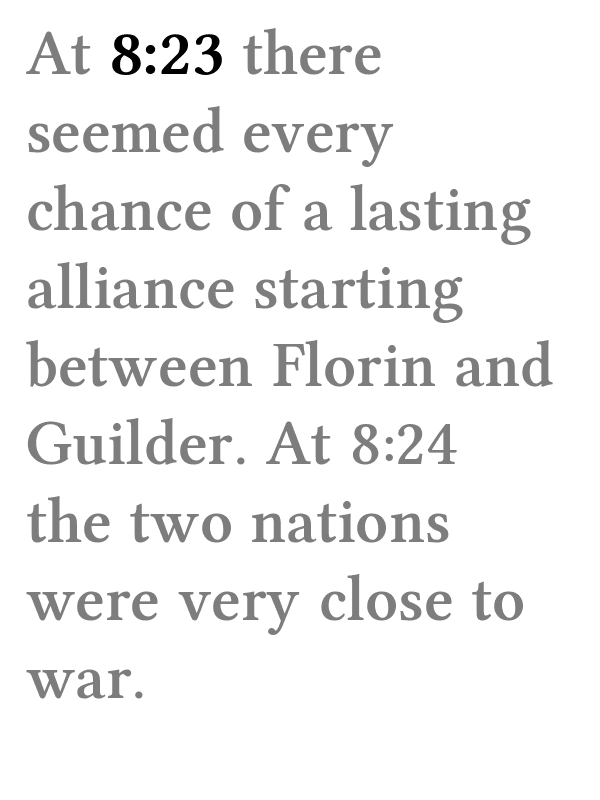 At 8:23 there
seemed every
chance of a lasting
alliance starting
between Florin and
Guilder. At 8:24
the two nations
were very close to
war.